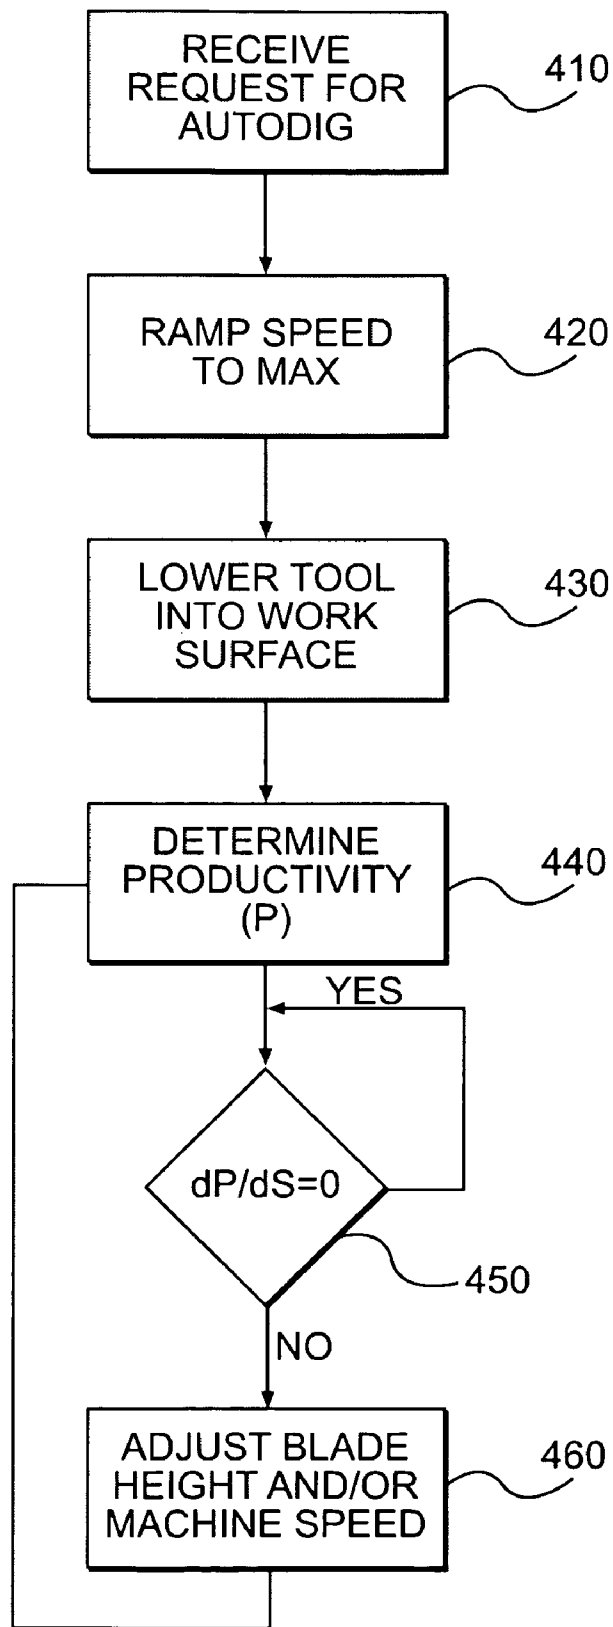 RECEIVE
REQUEST FOR
AUTODIG
410
RAMP SPEED
TO MAX
420
LOWER TOOL
INTO WORK
SURFACE
430
DETERMINE
PRODUCTIVITY
(P)
440
YES
dP/dS=0
450
NO
ADJUST BLADE
HEIGHT AND/OR
MACHINE SPEED
460